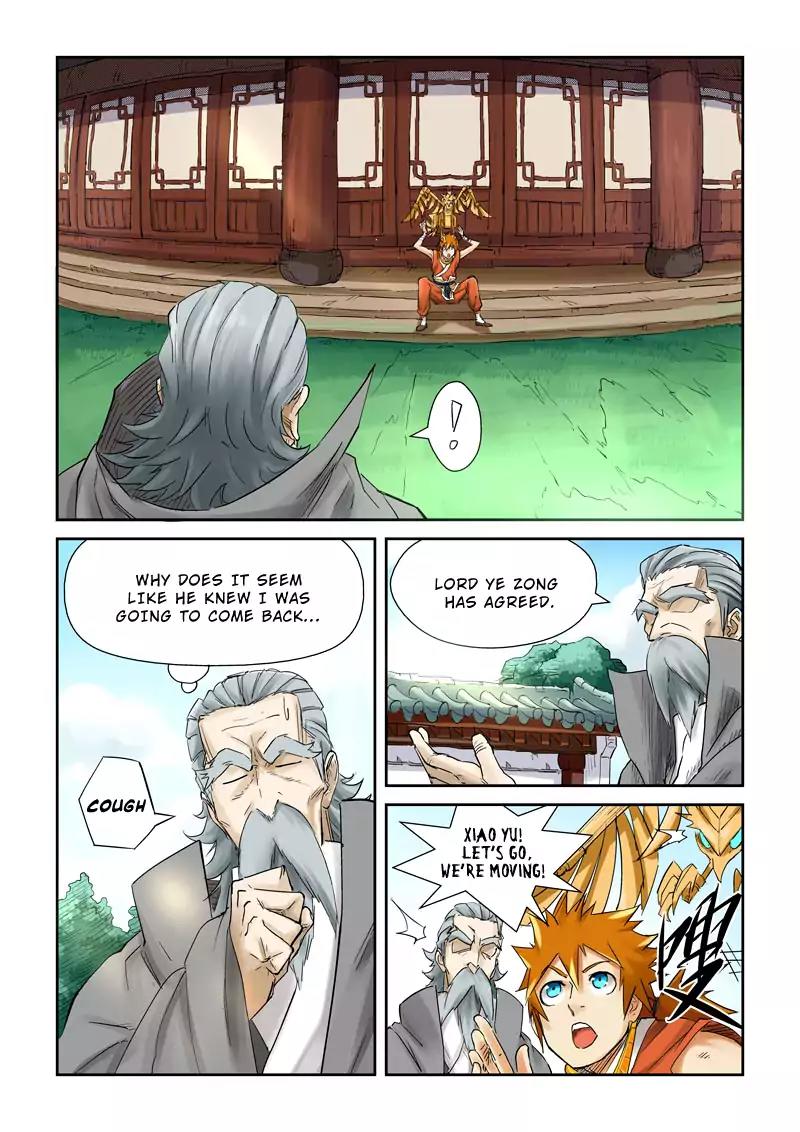 !
WHY DOES IT SEEM
LIKE HE KNEW I WAS
GOING TO COME BACK...
COUGH
LORD YE ZONG
HAS AGREED.
XIAO YU!
LET'S GO,
WE'RE MOVING!
嗖